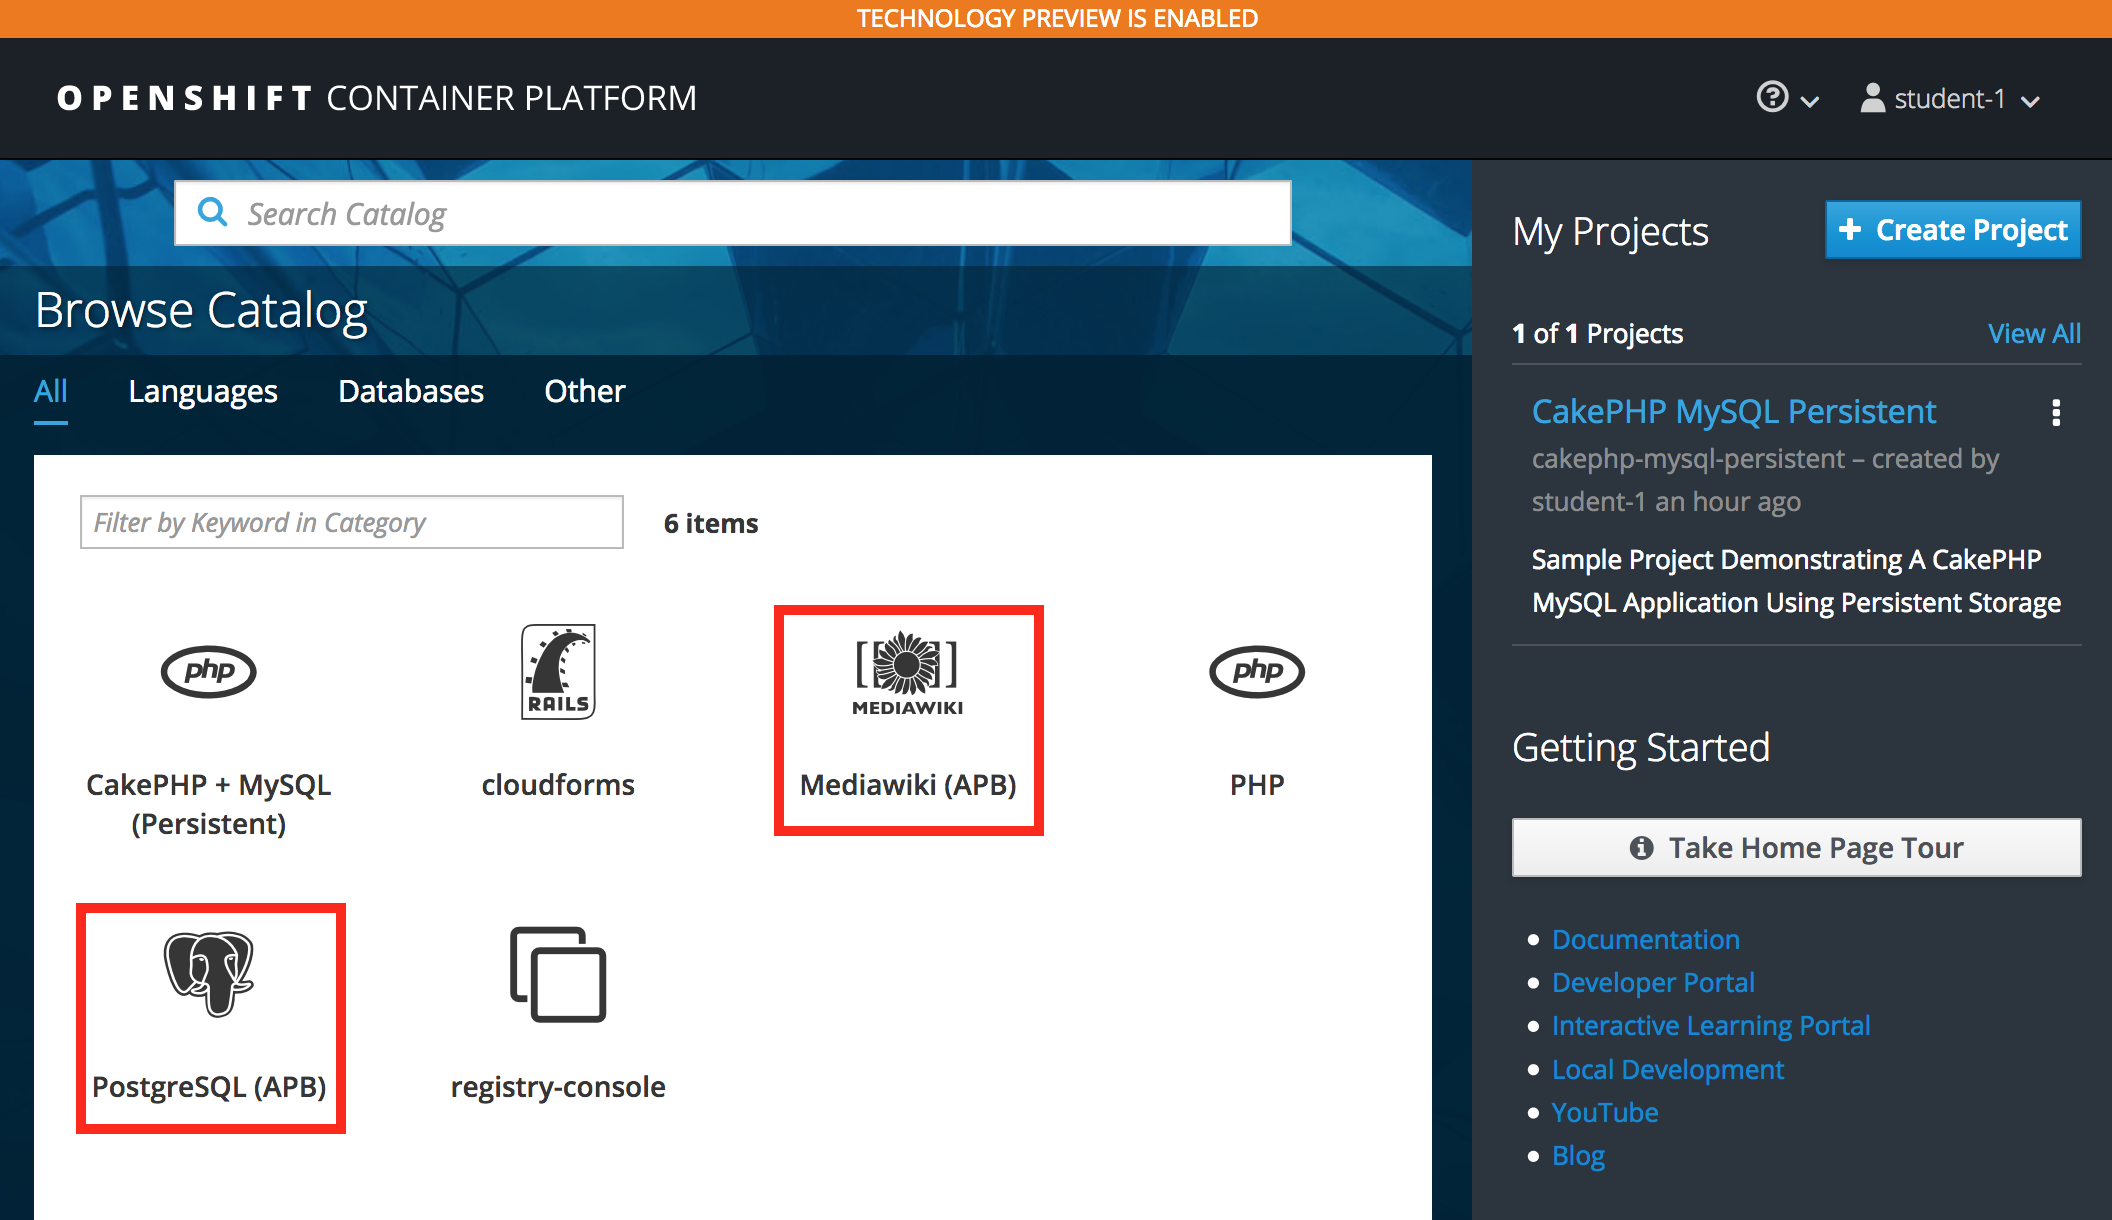 TECHNOLOGY PREVIEW IS ENABLED
OPENSHIFT CONTAINER PLATFORM
student-1
Search Catalog
Browse Catalog
All Languages Databases Other
Filter by Keyword in Category
6 items
php
CakePHP + MySQL
(Persistent)
RAILS
cloudforms
MEDIAWIKI
Mediawiki (APB)
php
PHP
PostgreSQL (APB)
registry-console
My Projects
Create Project
1 of 1 Projects
View All
CakePHP MySQL Persistent
cakephp-mysql-persistent – created by
student-1 an hour ago
Sample Project Demonstrating A CakePHP
MySQL Application Using Persistent Storage
Getting Started
Take Home Page Tour
Documentation
Developer Portal
Interactive Learning Portal
Local Development
YouTube
Blog